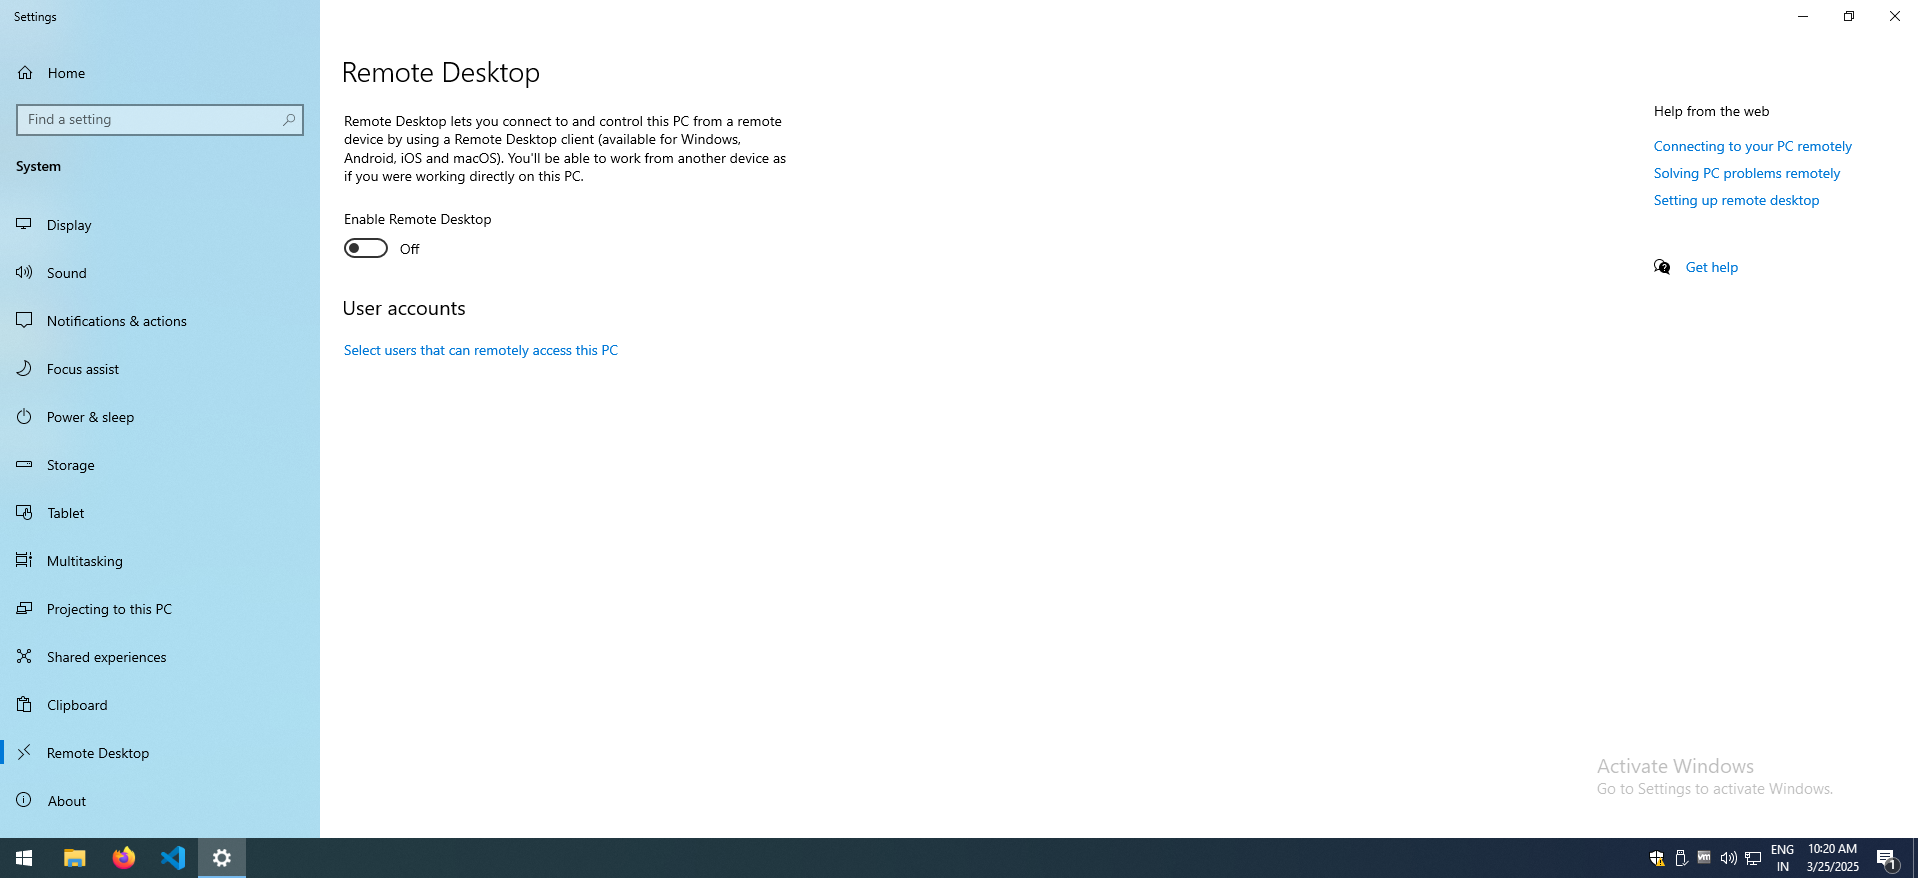 Settings
Home
Find a setting
System
Display
Sound
Notifications & actions
Focus assist
Power & sleep
Storage
Tablet
Multitasking
Projecting to this PC
Shared experiences
Clipboard
Remote Desktop
About
Remote Desktop
Remote Desktop lets you connect to and control this PC from a remote
device by using a Remote Desktop client (available for Windows,
Android, iOS and macOS). You'll be able to work from another device as
if you were working directly on this PC.
Enable Remote Desktop
Off
User accounts
Select users that can remotely access this PC
Help from the web
Connecting to your PC remotely
Solving PC problems remotely
Setting up remote desktop
Get help
Activate Windows
Go to Settings to activate Windows.
vm
ENG
IN
10:20 AM
3/25/2025
1